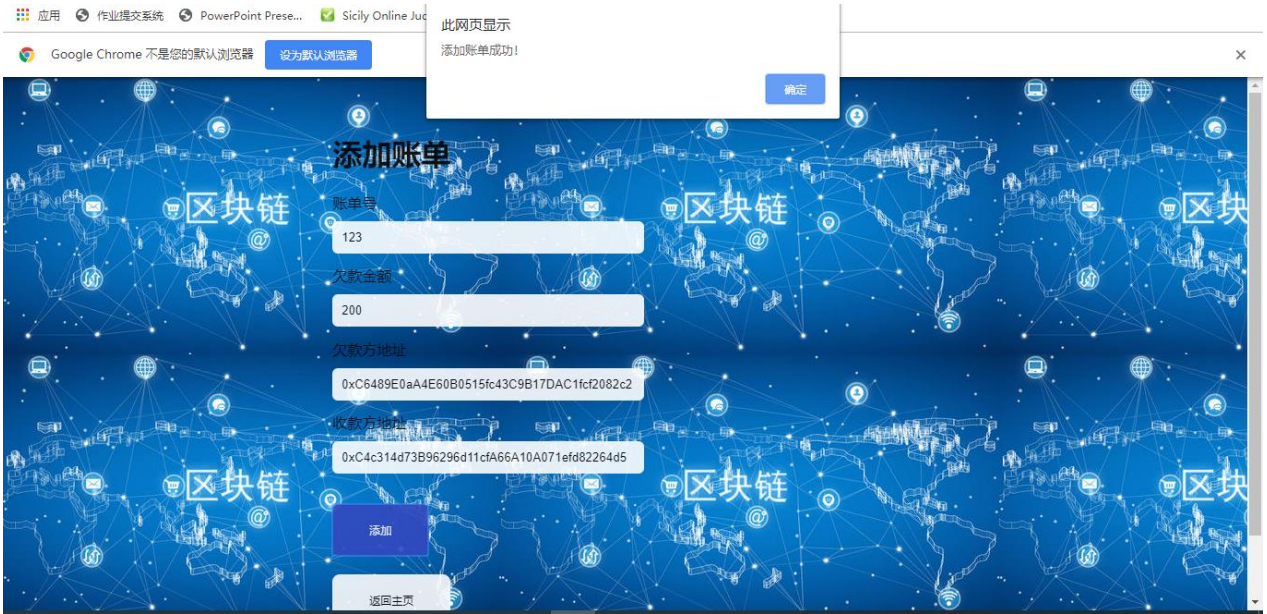 应用 作业提交系统 PowerPoint Prese... Sicily Online Jud
此网页显示
添加账单成功!
确定
Google Chrome 不是您的默认浏览器 设为默认浏览器
添加账单
账单号
123
欠款金额
200
欠款方地址
0xC6489E0aA4E60B0515fc43C9B17DAC1fcf2082c2
收款方地址
0xC4c314d73B96296d11cfA66A10A071efd82264d5
添加
返回主页
区块链 区块链 区块
区块链 区块链 区块